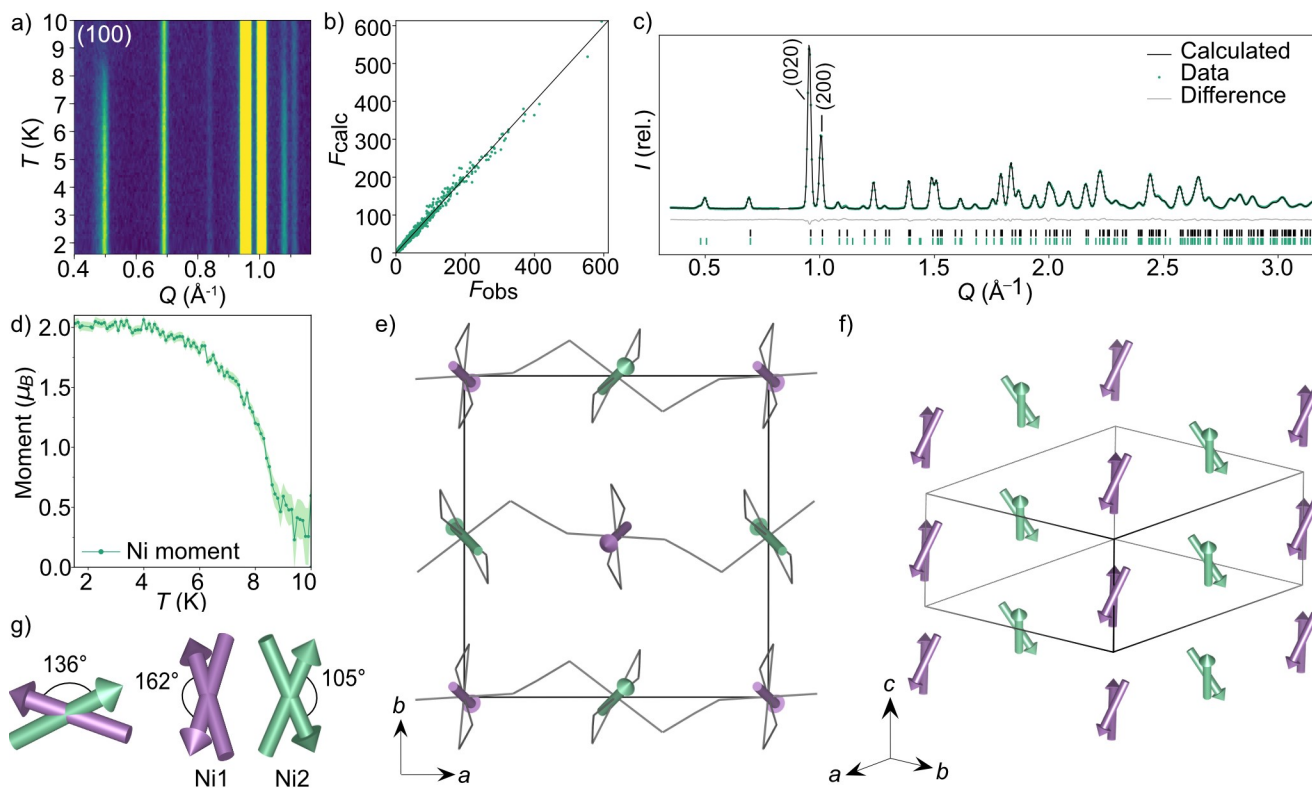 a)
(100)
T (K)
10
9
8
7
6
5
4
3
2
0.4 0.6 0.8 1.0
Q (Å⁻¹)
b)
Fcalc
600
500
400
300
200
100
0
0 200 400 600
Fobs
c)
I (rel.)
(020)
(200)
Calculated
Data
Difference
0.5 1.0 1.5 2.0 2.5 3.0
Q (Å⁻¹)
d)
Moment (μB)
2.0
1.5
1.0
0.5
0.0
Ni moment
2 4 6 8 10
T (K)
e)
b
a
f)
c
a
b
g)
136°
162°
105°
Ni1
Ni2